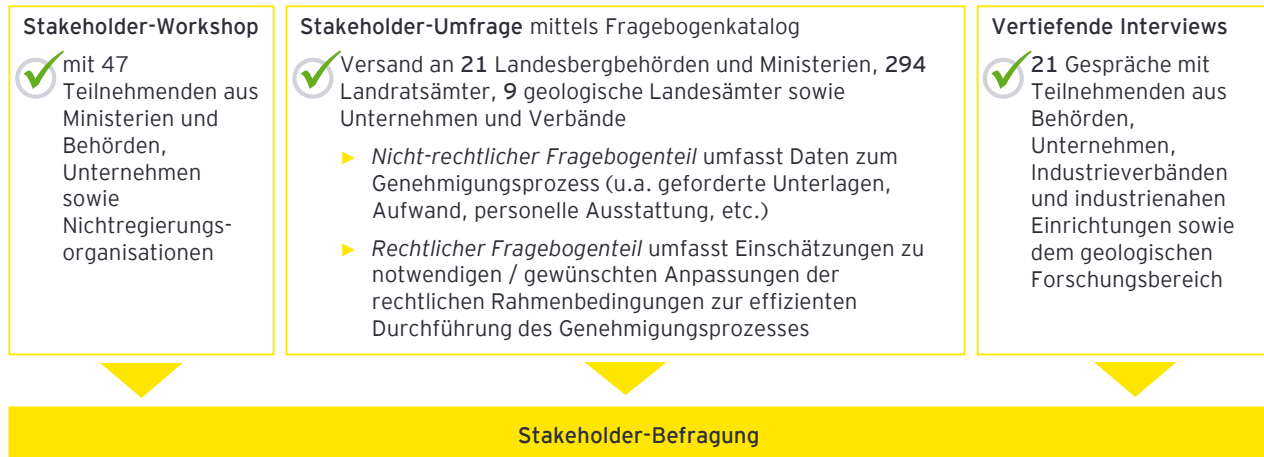 Stakeholder-Workshop
mit 47
Teilnehmenden aus
Ministerien und
Behörden,
Unternehmen
sowie
Nichtregierungs-
organisationen
Stakeholder-Umfrage mittels Fragebogenkatalog
Versand an 21 Landesbergbehörden und Ministerien, 294
Landratsämter, 9 geologische Landesämter sowie
Unternehmen und Verbände
► Nicht-rechtlicher Fragebogenteil umfasst Daten zum
Genehmigungsprozess (u.a. geforderte Unterlagen,
Aufwand, personelle Ausstattung, etc.)
► Rechtlicher Fragebogenteil umfasst Einschätzungen zu
notwendigen / gewünschten Anpassungen der
rechtlichen Rahmenbedingungen zur effizienten
Durchführung des Genehmigungsprozesses
Vertiefende Interviews
21 Gespräche mit
Teilnehmenden aus
Behörden,
Unternehmen,
Industrieverbänden
und industrienahen
Einrichtungen sowie
dem geologischen
Forschungsbereich
Stakeholder-Befragung